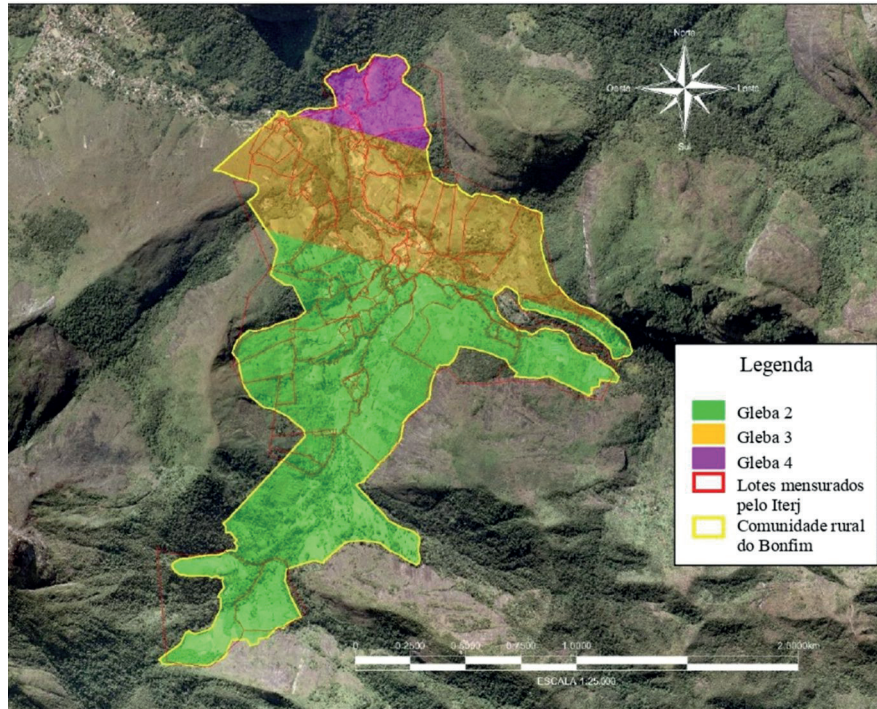 Norte
Oeste
Leste
Sul
Legenda
Gleba 2
Gleba 3
Gleba 4
Lotes mensurados
pelo Iterj
Comunidade rural
do Bonfim
0 0.2500 0.5000 0.7500 1.0000 2.0000km
ESCALA 1:25.000